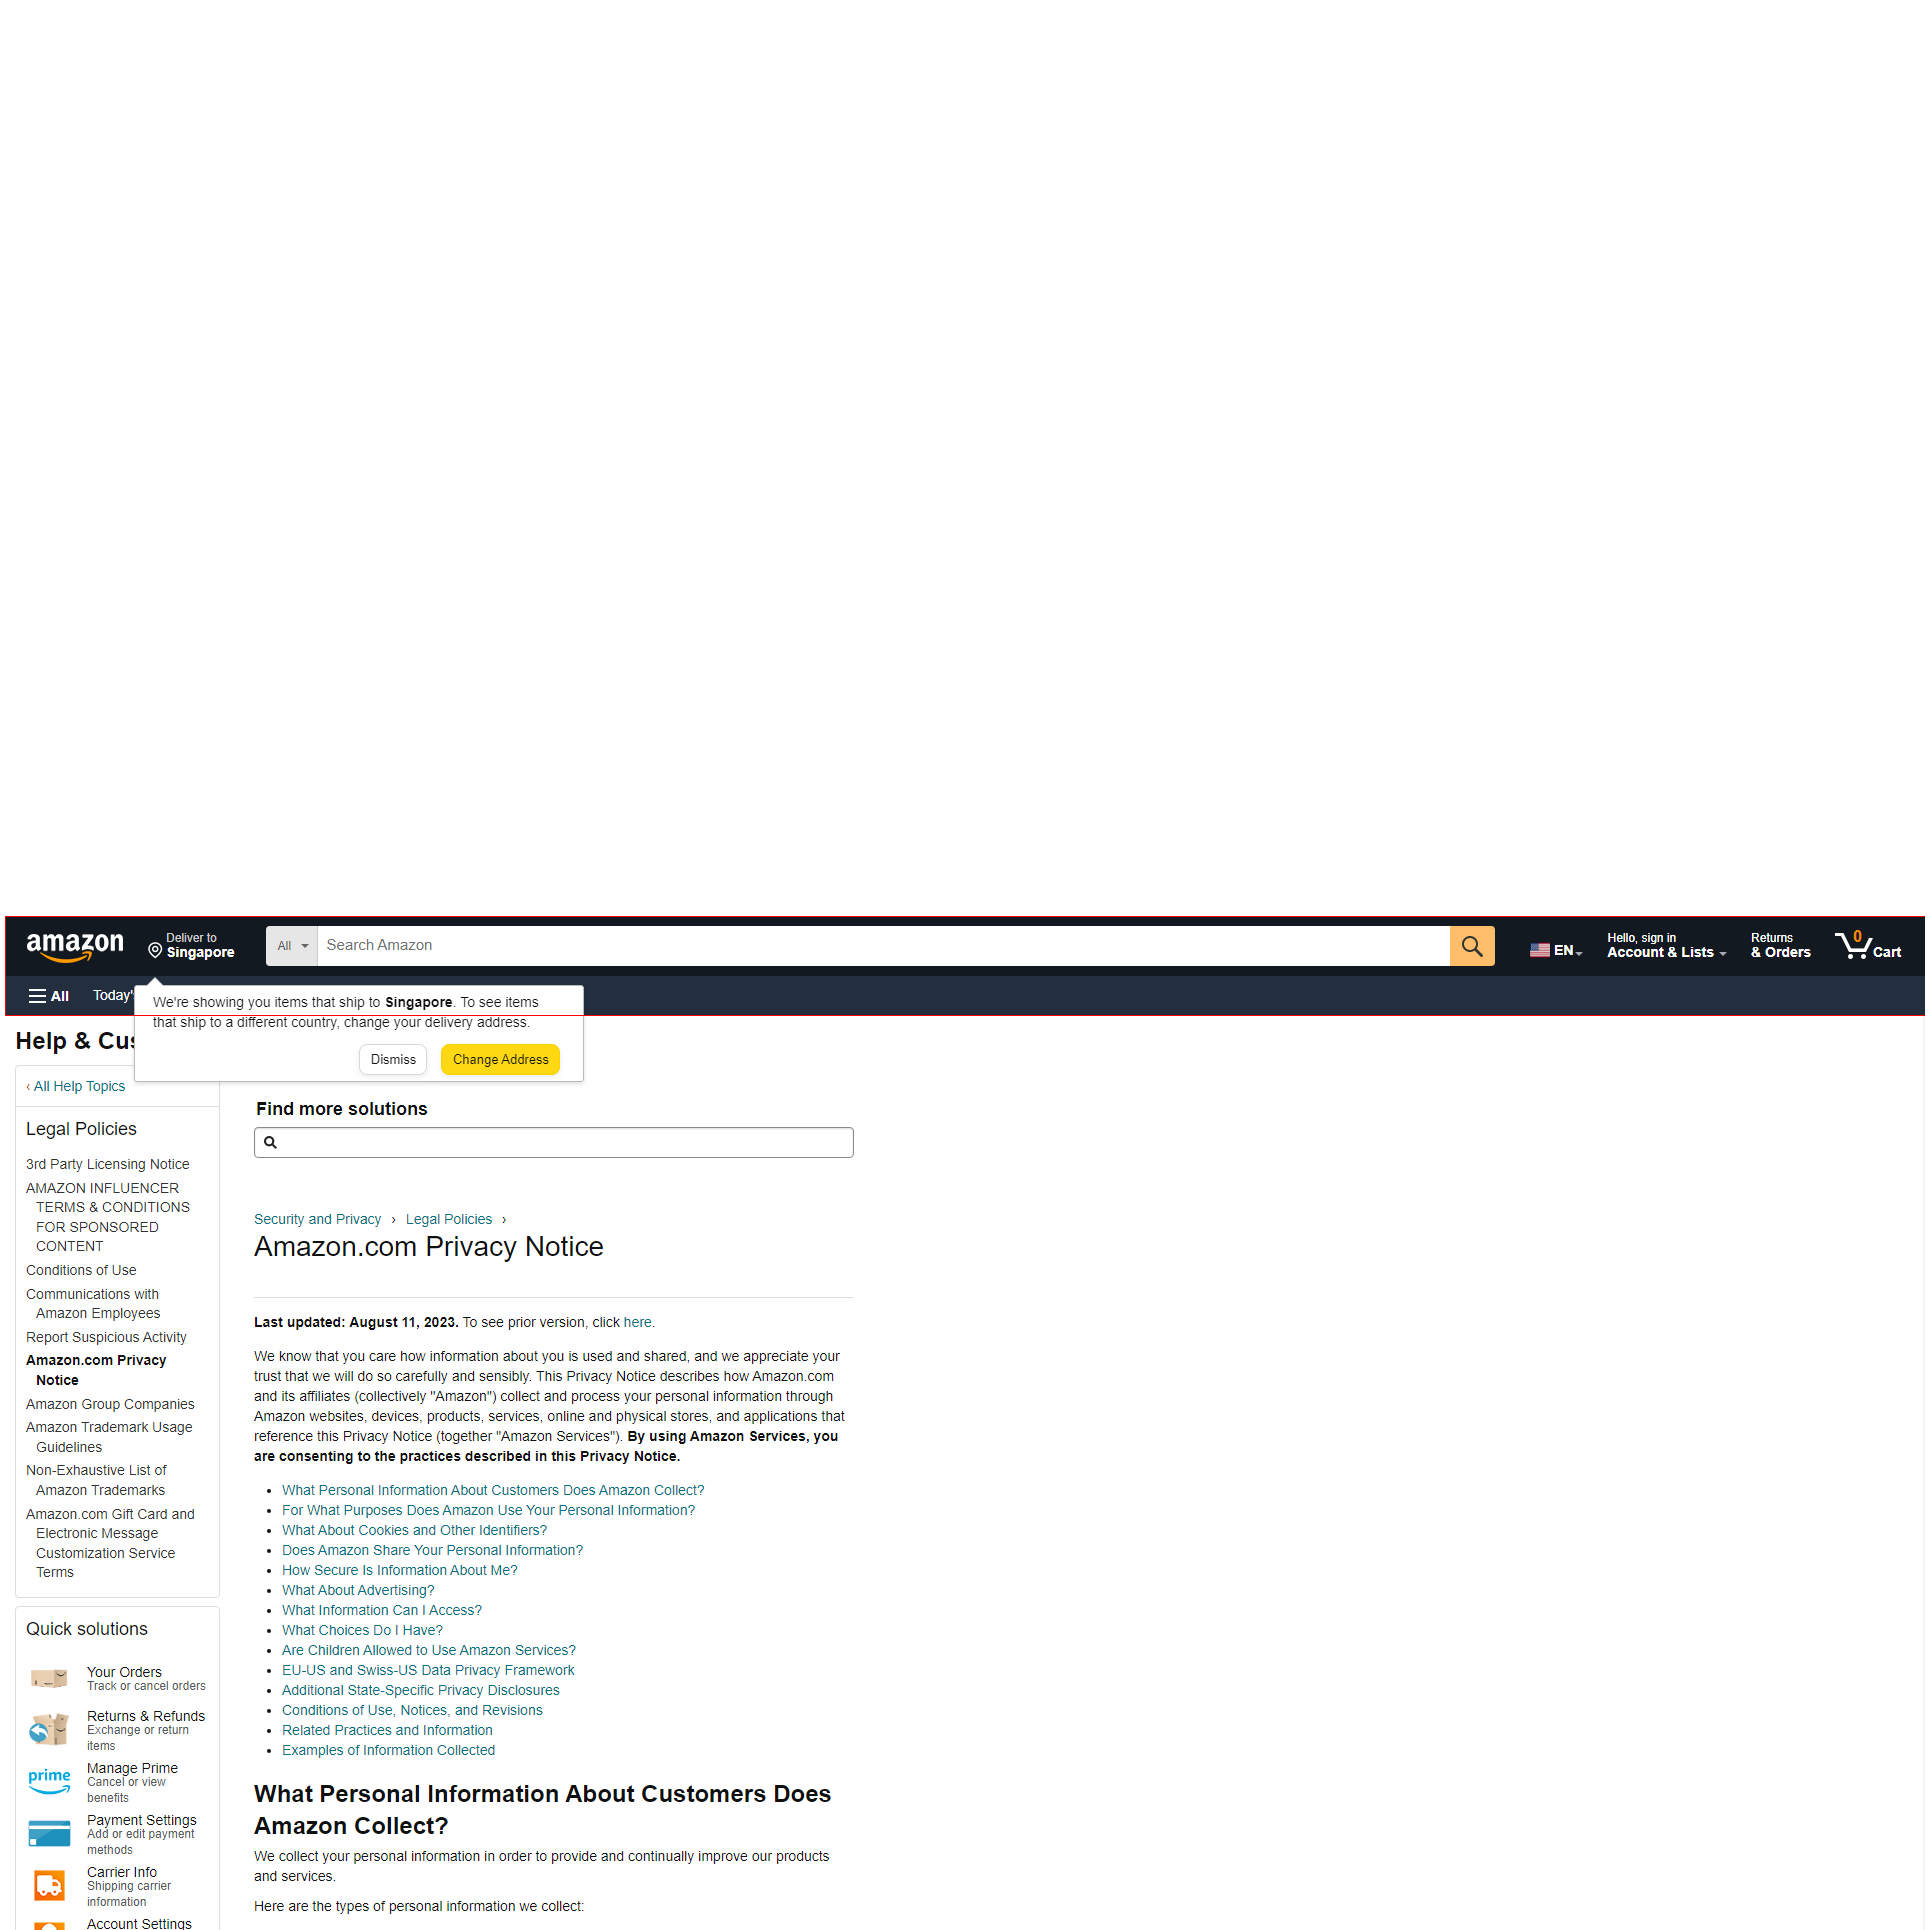 amazon
Deliver to
Singapore
All
Search Amazon
EN
Hello, sign in
Account & Lists
Returns
& Orders
0
Cart
All
Today's
We're showing you items that ship to Singapore. To see items
that ship to a different country, change your delivery address.
Dismiss
Change Address
Help & Cus
‹ All Help Topics
Legal Policies
3rd Party Licensing Notice
AMAZON INFLUENCER
TERMS & CONDITIONS
FOR SPONSORED
CONTENT
Conditions of Use
Communications with
Amazon Employees
Report Suspicious Activity
Amazon.com Privacy
Notice
Amazon Group Companies
Amazon Trademark Usage
Guidelines
Non-Exhaustive List of
Amazon Trademarks
Amazon.com Gift Card and
Electronic Message
Customization Service
Terms
Quick solutions
Your Orders
Track or cancel orders
Returns & Refunds
Exchange or return
items
prime
Manage Prime
Cancel or view
benefits
Payment Settings
Add or edit payment
methods
Carrier Info
Shipping carrier
information
Account Settings
Find more solutions
Security and Privacy › Legal Policies ›
Amazon.com Privacy Notice
Last updated: August 11, 2023. To see prior version, click here.
We know that you care how information about you is used and shared, and we appreciate your
trust that we will do so carefully and sensibly. This Privacy Notice describes how Amazon.com
and its affiliates (collectively "Amazon") collect and process your personal information through
Amazon websites, devices, products, services, online and physical stores, and applications that
reference this Privacy Notice (together "Amazon Services"). By using Amazon Services, you
are consenting to the practices described in this Privacy Notice.
• What Personal Information About Customers Does Amazon Collect?
• For What Purposes Does Amazon Use Your Personal Information?
• What About Cookies and Other Identifiers?
• Does Amazon Share Your Personal Information?
• How Secure Is Information About Me?
• What About Advertising?
• What Information Can I Access?
• What Choices Do I Have?
• Are Children Allowed to Use Amazon Services?
• EU-US and Swiss-US Data Privacy Framework
• Additional State-Specific Privacy Disclosures
• Conditions of Use, Notices, and Revisions
• Related Practices and Information
• Examples of Information Collected
What Personal Information About Customers Does
Amazon Collect?
We collect your personal information in order to provide and continually improve our products
and services.
Here are the types of personal information we collect: